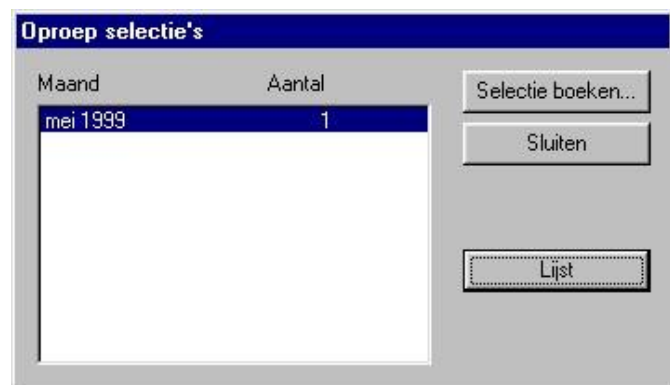 Oproep selectie's
Maand Aantal
mei 1999 1
Selectie boeken...
Sluiten
Lijst